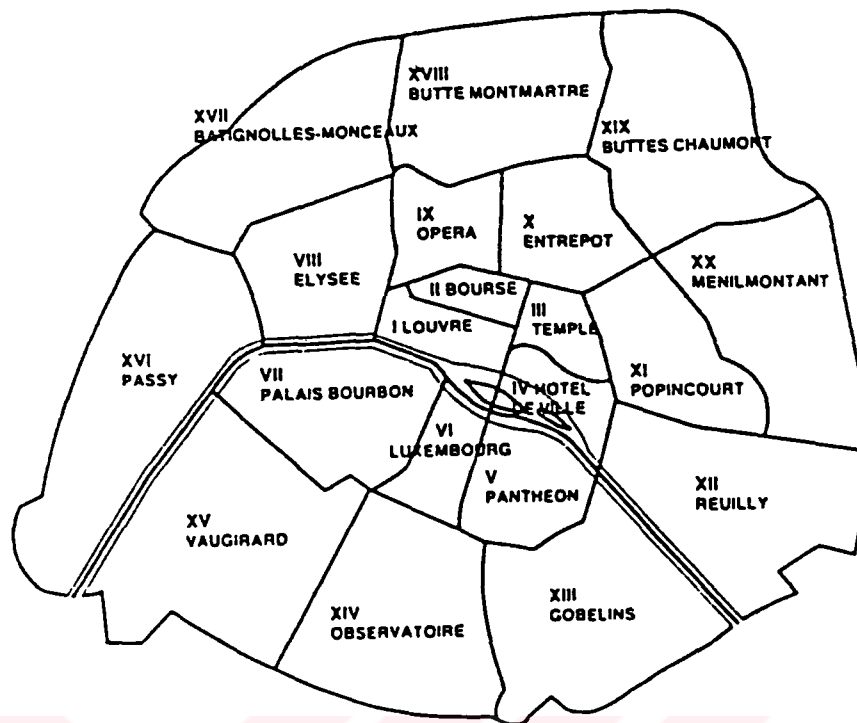 XVIII
BUTTE MONTMARTRE
XVII
BATIGNOLLES-MONCEAUX
XIX
BUTTES CHAUMONT
IX
OPERA
X
ENTREPOT
VIII
ELYSEE
XX
MENILMONTANT
II BOURSE
I LOUVRE
III
TEMPLE
XVI
PASSY
VII
PALAIS BOURBON
XI
POPINCOURT
IV HOTEL
DE VILLE
VI
LUXEMBOURG
V
PANTHEON
XII
REUILLY
XV
VAUGIRARD
XIV
OBSERVATOIRE
XIII
GOBELINS